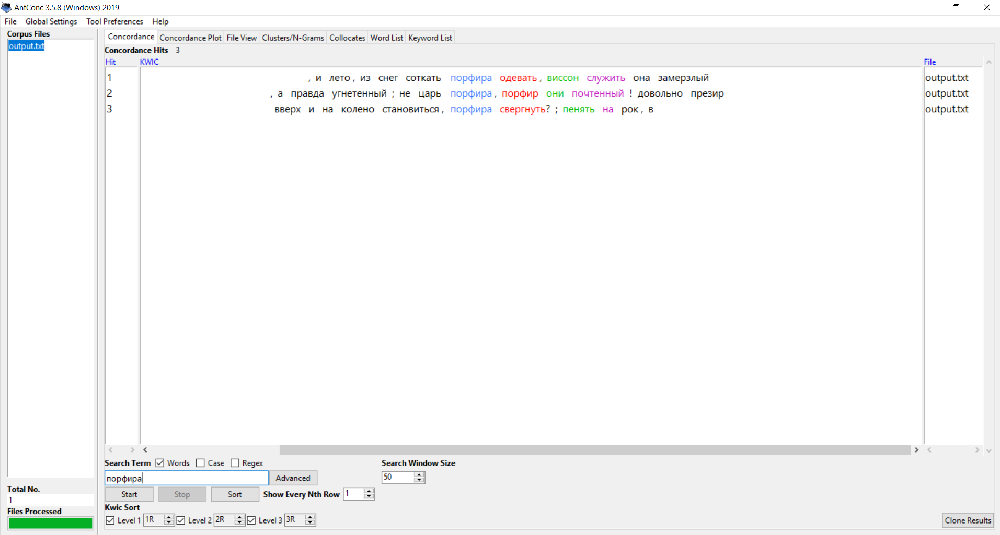 AntConc 3.5.8 (Windows) 2019
File Global Settings Tool Preferences Help
Corpus Files
output.txt
Concordance Concordance Plot File View Clusters/N-Grams Collocates Word List Keyword List
Concordance Hits 3
Hit KWIC File
1 , и лето , из снег соткать порфира одевать , виссон служить она замерзлый output.txt
2 , а правда угнетенный ; не царь порфира , порфир они почтенный ! довольно презир output.txt
3 вверх и на колено становиться , порфира свергнуть? ; пенять на рок , в output.txt
Search Term Words Case Regex Search Window Size
порфира Advanced 50
Start Stop Sort Show Every Nth Row 1
Kwic Sort
Level 1 1R Level 2 2R Level 3 3R
Total No.
1
Files Processed
Clone Results